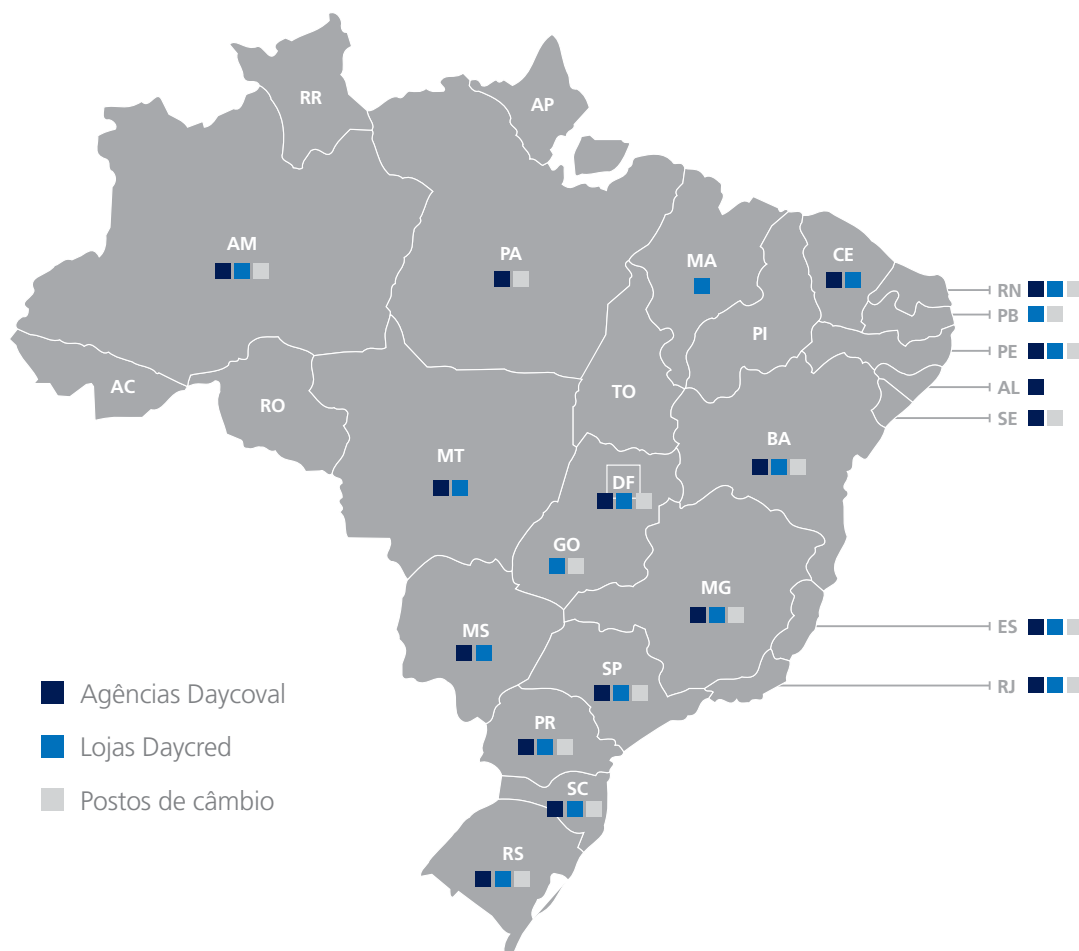 RR
AP
AM
PA
MA
CE
RN
PB
PI
PE
AC
RO
TO
AL
SE
BA
MT
DF
GO
MG
MS
ES
SP
RJ
Agências Daycoval
PR
Lojas Daycred
SC
Postos de câmbio
RS